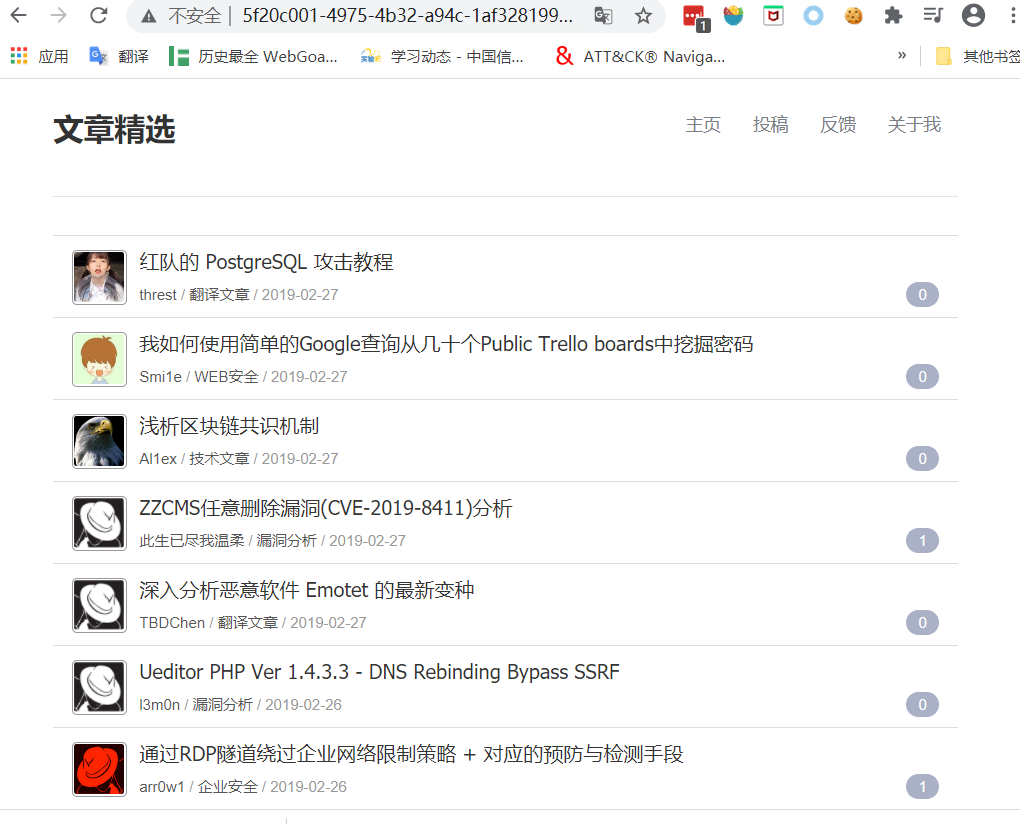 不安全 5f20c001-4975-4b32-a94c-1af328199...
1
应用 翻译 历史最全 WebGoa... 学习动态 - 中国信... ATT&CK® Naviga... » 其他书签
文章精选 主页 投稿 反馈 关于我
红队的 PostgreSQL 攻击教程
threst / 翻译文章 / 2019-02-27 0
我如何使用简单的Google查询从几十个Public Trello boards中挖掘密码
Smi1e / WEB安全 / 2019-02-27 0
浅析区块链共识机制
Al1ex / 技术文章 / 2019-02-27 0
ZZCMS任意删除漏洞(CVE-2019-8411)分析
此生已尽我温柔 / 漏洞分析 / 2019-02-27 1
深入分析恶意软件 Emotet 的最新变种
TBDChen / 翻译文章 / 2019-02-27 0
Ueditor PHP Ver 1.4.3.3 - DNS Rebinding Bypass SSRF
l3m0n / 漏洞分析 / 2019-02-26 0
通过RDP隧道绕过企业网络限制策略 + 对应的预防与检测手段
arr0w1 / 企业安全 / 2019-02-26 1